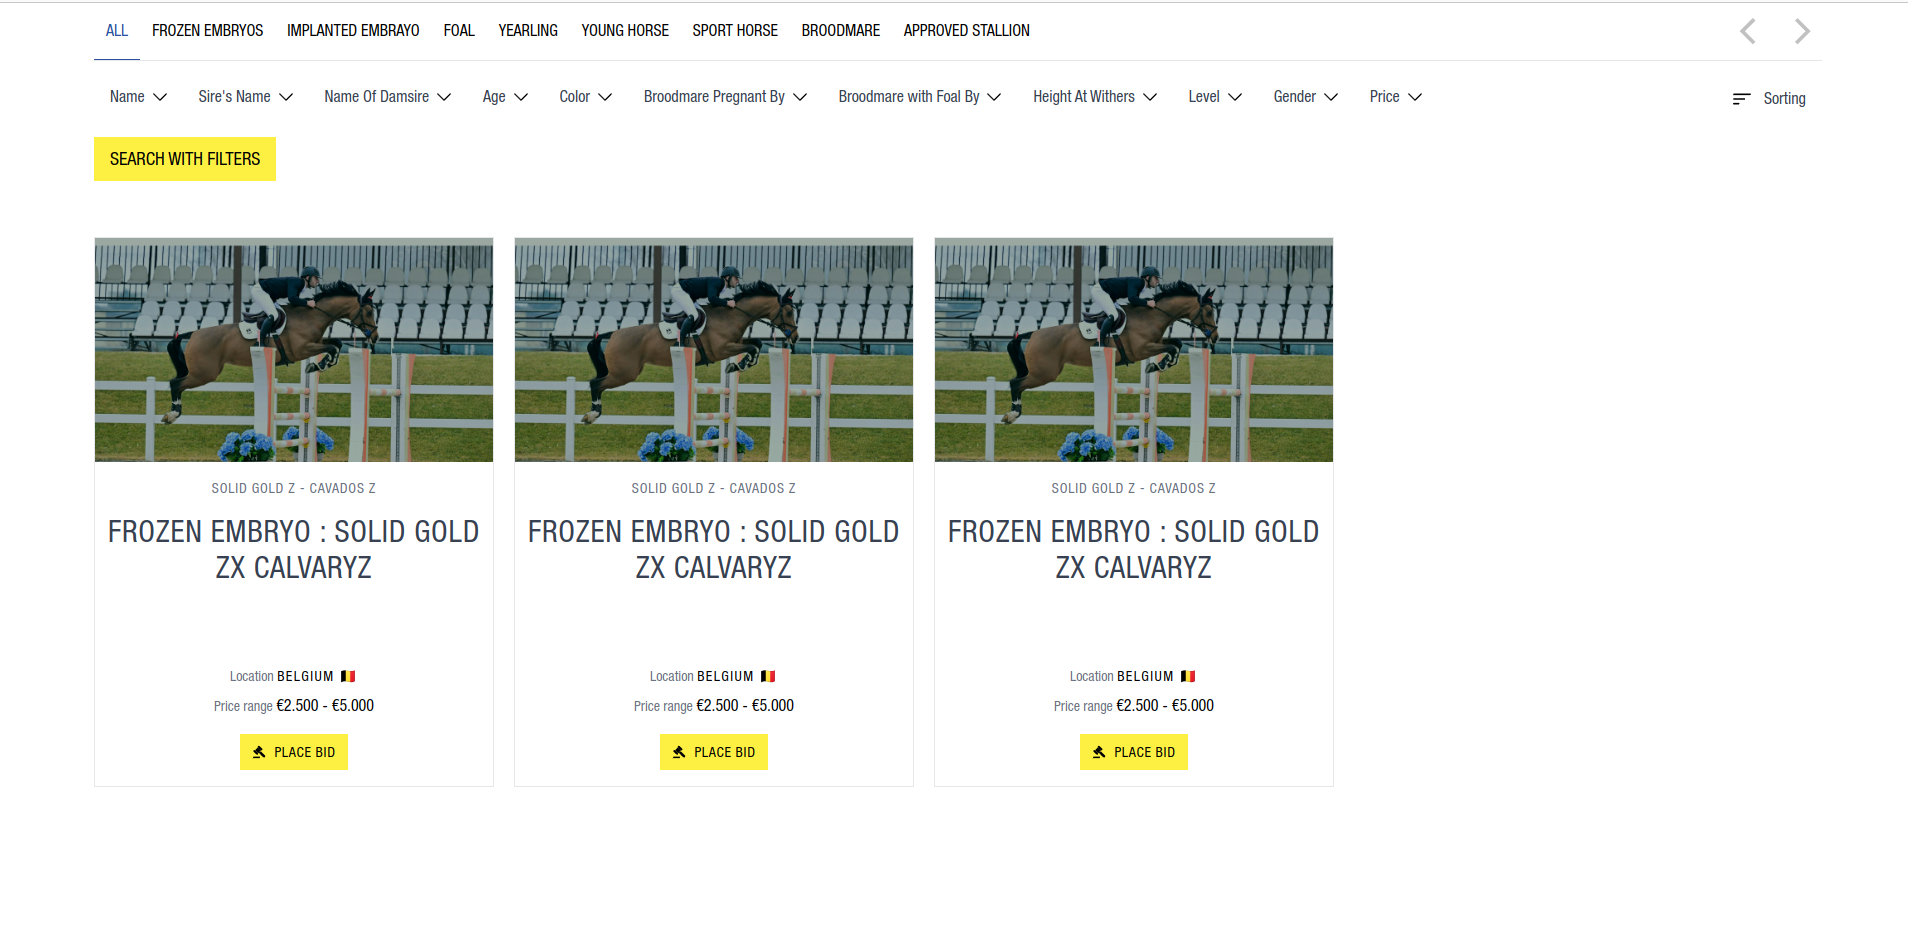 ALL FROZEN EMBRYOS IMPLANTED EMBRAYO FOAL YEARLING YOUNG HORSE SPORT HORSE BROODMARE APPROVED STALLION
Name Sire's Name Name Of Damsire Age Color Broodmare Pregnant By Broodmare with Foal By Height At Withers Level Gender Price Sorting
SEARCH WITH FILTERS
SOLID GOLD Z - CAVADOS Z
FROZEN EMBRYO : SOLID GOLD
ZX CALVARYZ
Location BELGIUM
Price range €2.500 - €5.000
PLACE BID
SOLID GOLD Z - CAVADOS Z
FROZEN EMBRYO : SOLID GOLD
ZX CALVARYZ
Location BELGIUM
Price range €2.500 - €5.000
PLACE BID
SOLID GOLD Z - CAVADOS Z
FROZEN EMBRYO : SOLID GOLD
ZX CALVARYZ
Location BELGIUM
Price range €2.500 - €5.000
PLACE BID